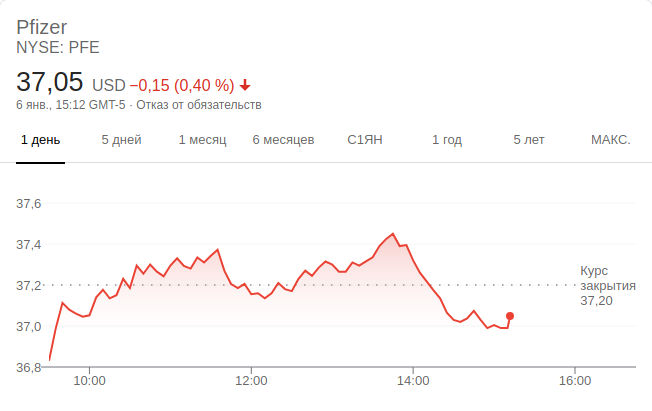 Pfizer
NYSE: PFE
37,05 USD −0,15 (0,40 %)
6 янв., 15:12 GMT-5 · Отказ от обязательств
1 день 5 дней 1 месяц 6 месяцев С1ЯН 1 год 5 лет МАКС.
37,6
37,4
37,2
37,0
36,8
Курс
закрытия
37,20
10:00 12:00 14:00 16:00